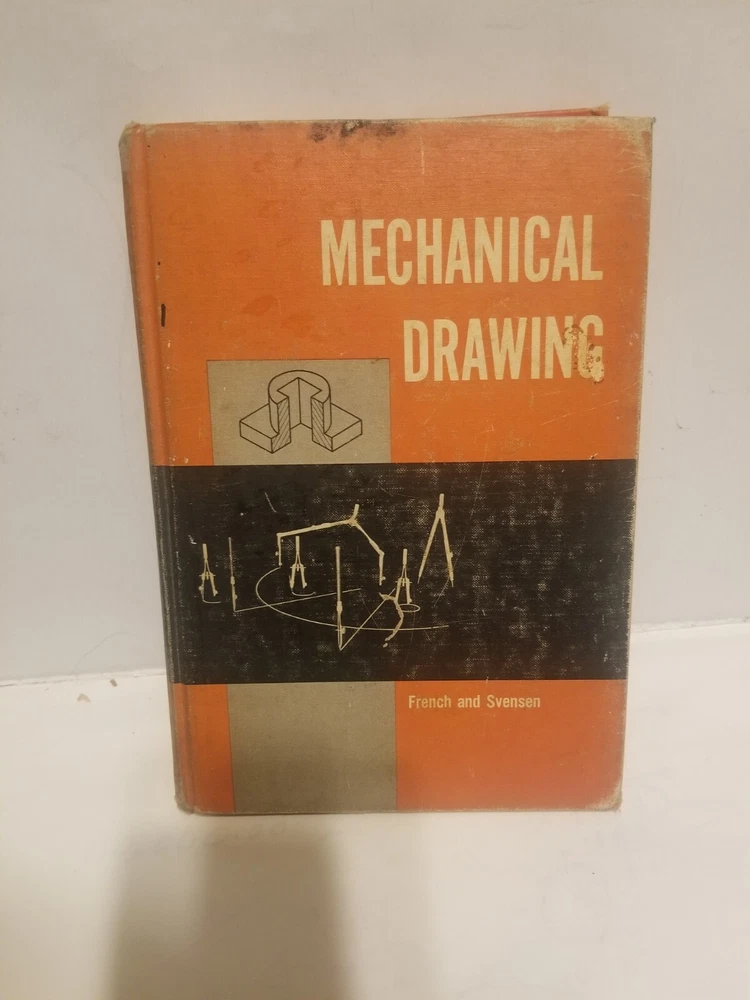 MECHANICAL
DRAWING
French and Svensen